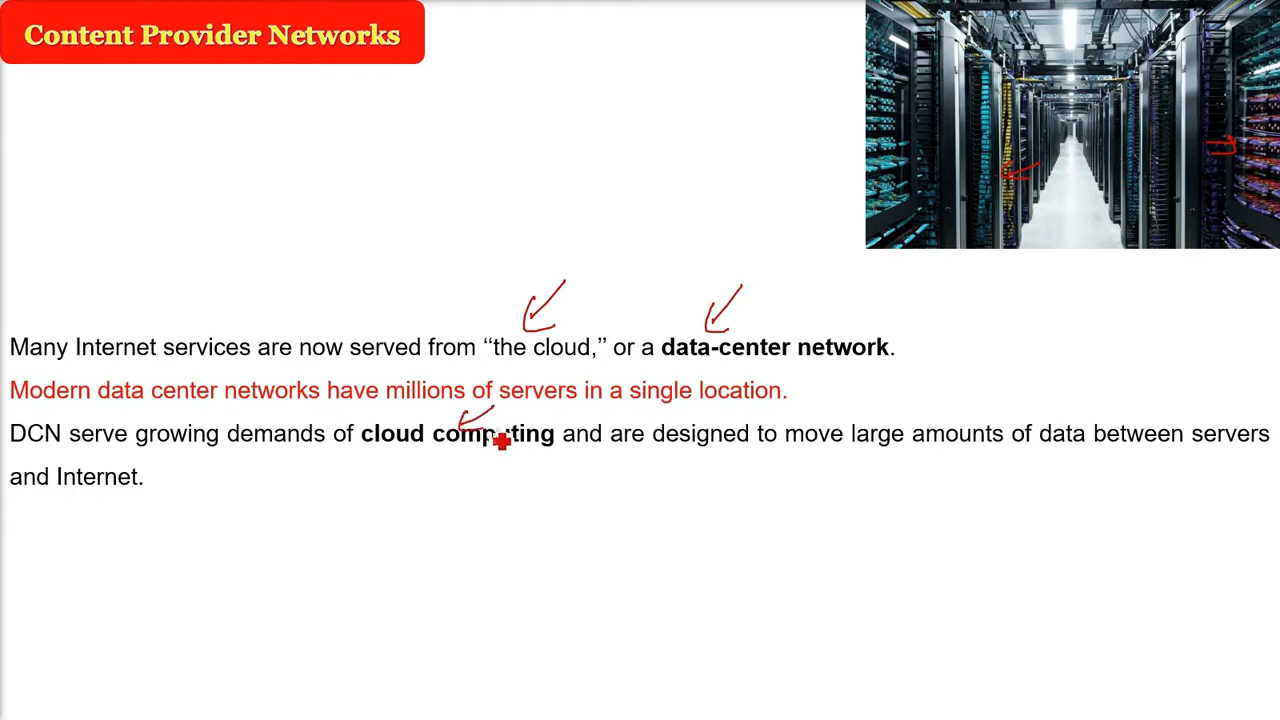 Content Provider Networks
Many Internet services are now served from ‘‘the cloud,’’ or a data-center network.
Modern data center networks have millions of servers in a single location.
DCN serve growing demands of cloud computing and are designed to move large amounts of data between servers
and Internet.